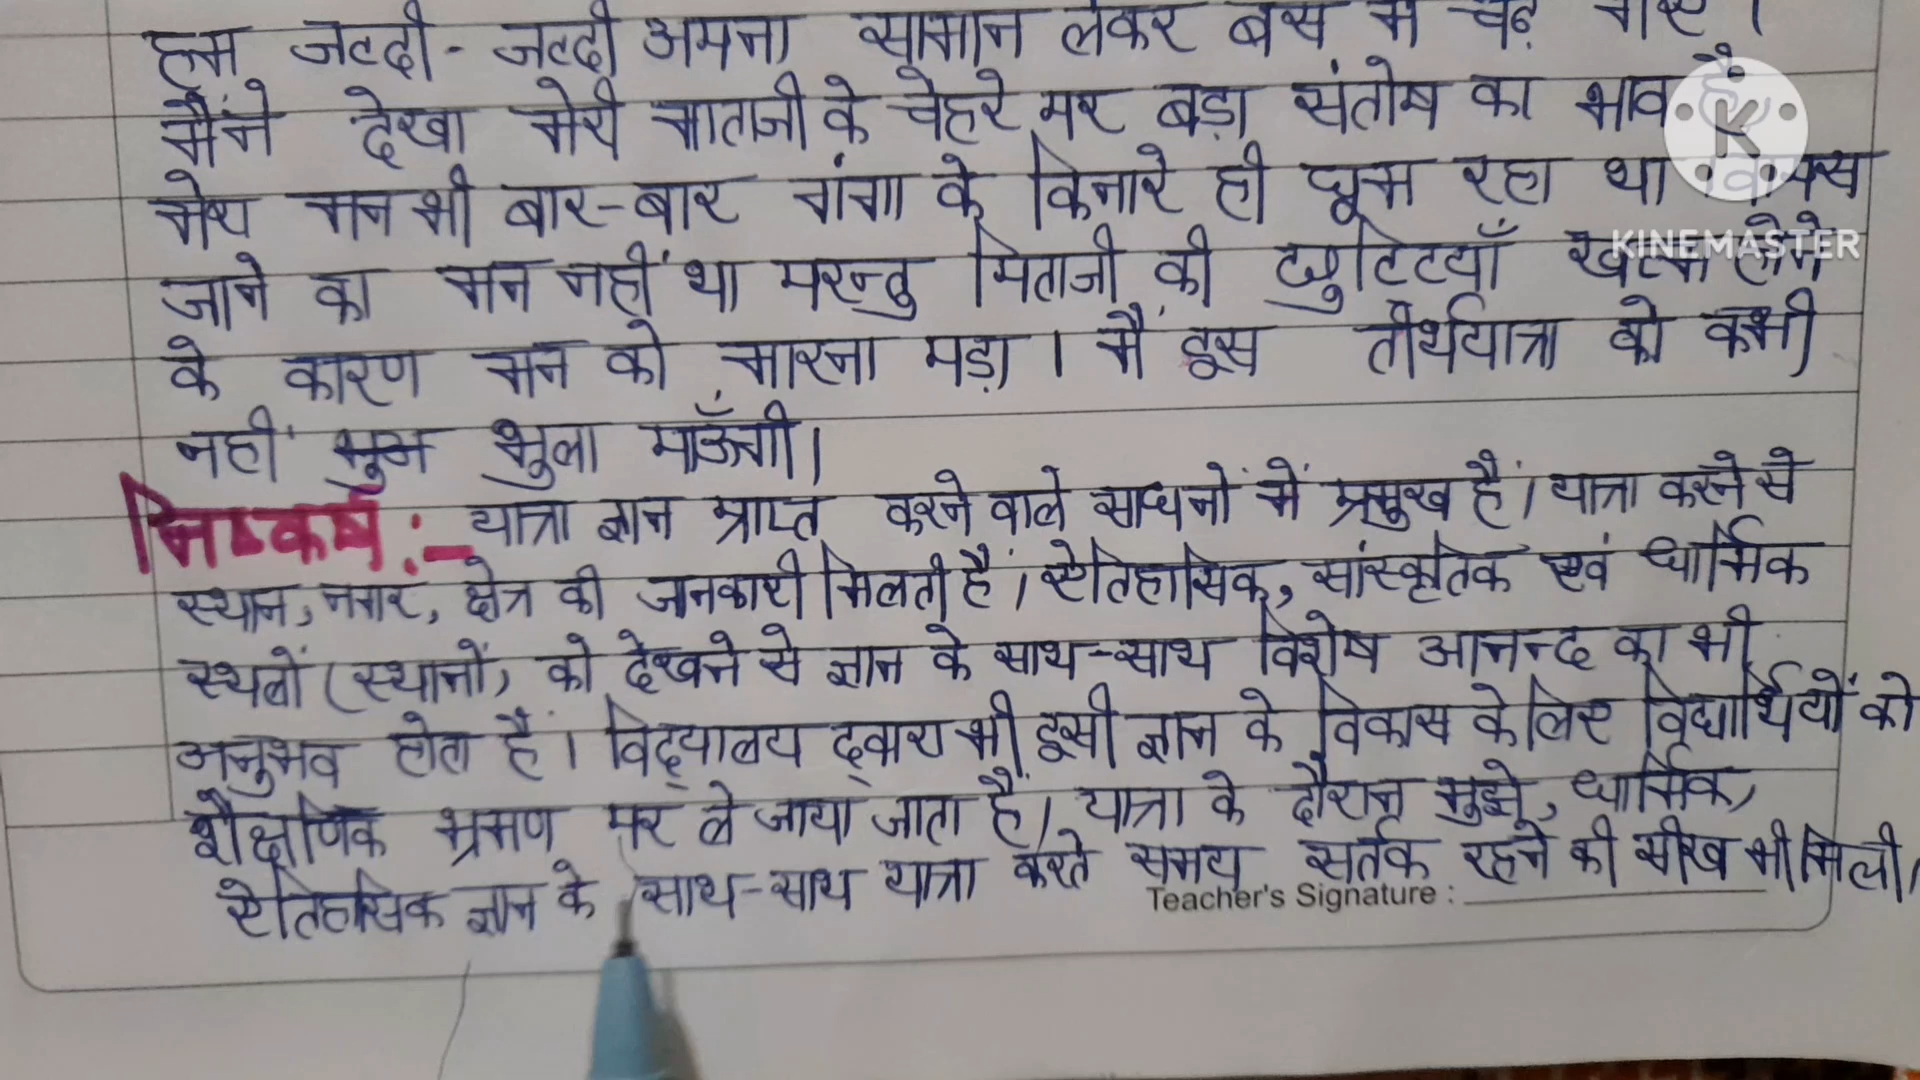 हम जल्दी - जल्दी अपना सामान लेकर बस में चढ़ गए।
मैंने देखा मेरी माताजी के चेहरे पर बड़ा संतोष का भाव है
मेरा मन भी बार-बार गंगा के किनारे ही घूम रहा था
जाने का मन नहीं था परन्तु पिताजी की छुट्टियाँ खत्म होने
के कारण मन को मारना पड़ा । मैं इस तीर्थयात्रा को कभी
नहीं भुला पाऊँगी।
निष्कर्ष :- यात्रा ज्ञान प्राप्त करने वाले साधनों में प्रमुख है। यात्रा करने से
स्थान, नगर, क्षेत्र की जानकारी मिलती है। ऐतिहासिक, सांस्कृतिक एवं धार्मिक
स्थलों (स्थानों) को देखने से ज्ञान के साथ-साथ विशेष आनन्द का भी
अनुभव होता है। विद्यालय द्वारा भी इसी ज्ञान के विकास के लिए विद्यार्थियों को
शैक्षणिक भ्रमण पर ले जाया जाता है। यात्रा के दौरान मुझे, धार्मिक,
ऐतिहासिक ज्ञान के साथ-साथ यात्रा करते समय सर्तक रहने की सीख भी मिली।
Teacher's Signature :
K
KINEMASTER